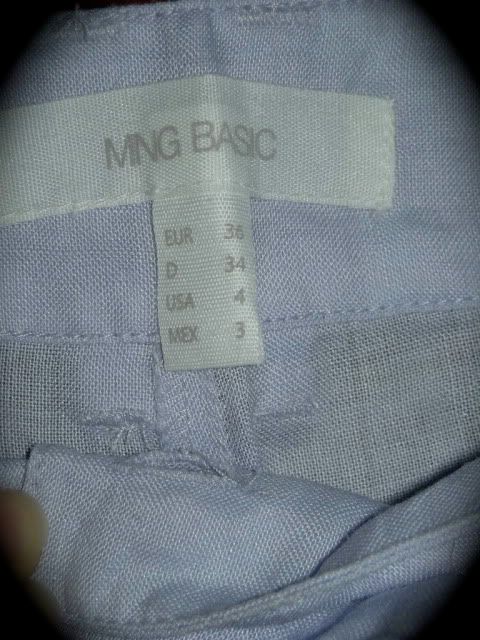 MNG BASIC
EUR 36
D 34
USA 4
MEX 3